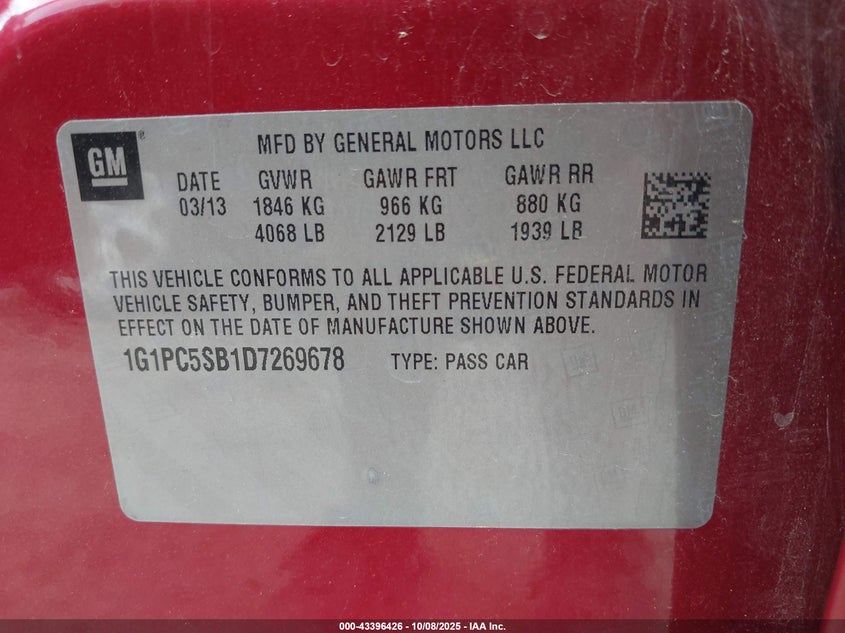 GM®
MFD BY GENERAL MOTORS LLC
DATE GVWR GAWR FRT GAWR RR
03/13 1846 KG 966 KG 880 KG
4068 LB 2129 LB 1939 LB
THIS VEHICLE CONFORMS TO ALL APPLICABLE U.S. FEDERAL MOTOR
VEHICLE SAFETY, BUMPER, AND THEFT PREVENTION STANDARDS IN
EFFECT ON THE DATE OF MANUFACTURE SHOWN ABOVE.
1G1PC5SB1D7269678 TYPE: PASS CAR
GM
000-43396426 - 10/08/2025 - IAA Inc.